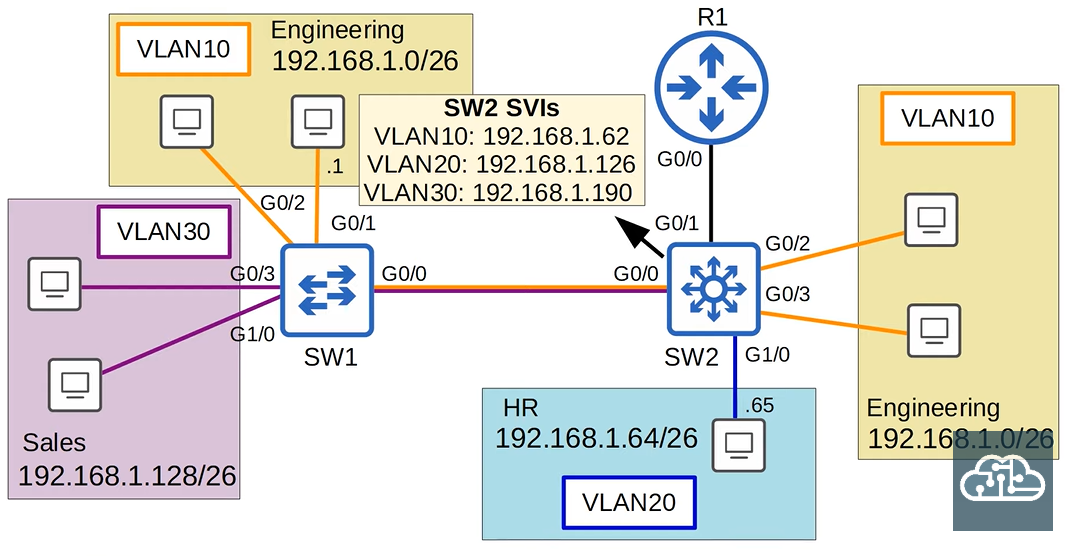 R1
VLAN10
Engineering
192.168.1.0/26
SW2 SVIs
VLAN10: 192.168.1.62
VLAN20: 192.168.1.126
VLAN30: 192.168.1.190
.1
G0/0
VLAN10
G0/2
G0/1
G0/1
VLAN30
G0/2
G0/3
G0/0
G0/0
G0/3
G1/0
SW1
SW2
G1/0
HR
.65
192.168.1.64/26
VLAN20
Engineering
192.168.1.0/26
Sales
192.168.1.128/26